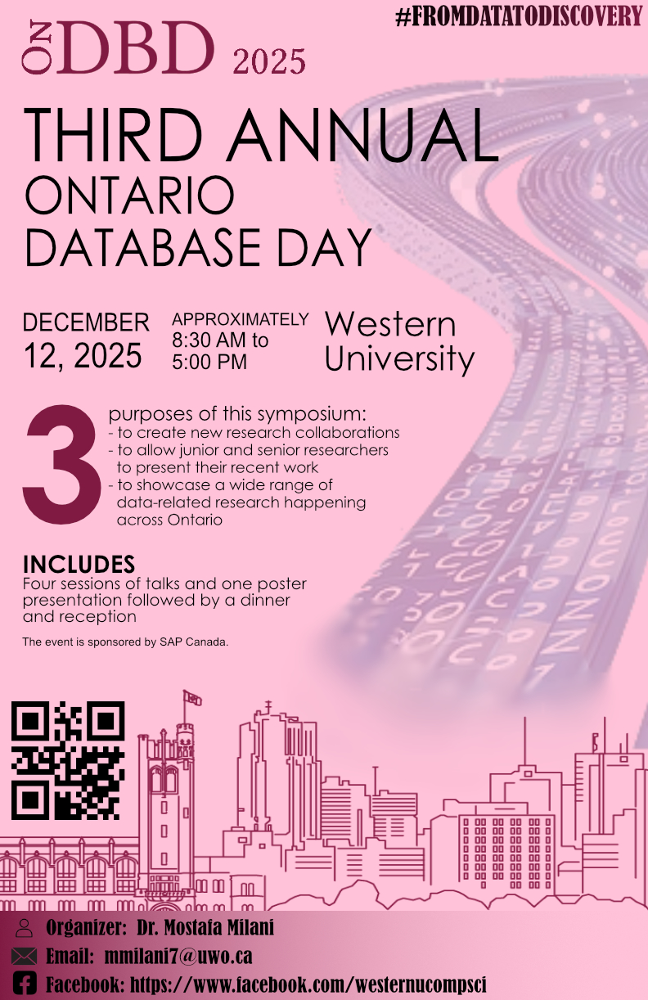 #FROMDATATODISCOVERY
ON DBD 2025
THIRD ANNUAL
ONTARIO
DATABASE DAY
DECEMBER
12, 2025
APPROXIMATELY
8:30 AM to
5:00 PM
Western
University
3
purposes of this symposium:
- to create new research collaborations
- to allow junior and senior researchers
to present their recent work
- to showcase a wide range of
data-related research happening
across Ontario
INCLUDES
Four sessions of talks and one poster
presentation followed by a dinner
and reception
The event is sponsored by SAP Canada.
Organizer: Dr. Mostafa Milani
Email: mmilani7@uwo.ca
Facebook: https://www.facebook.com/westernucompsci